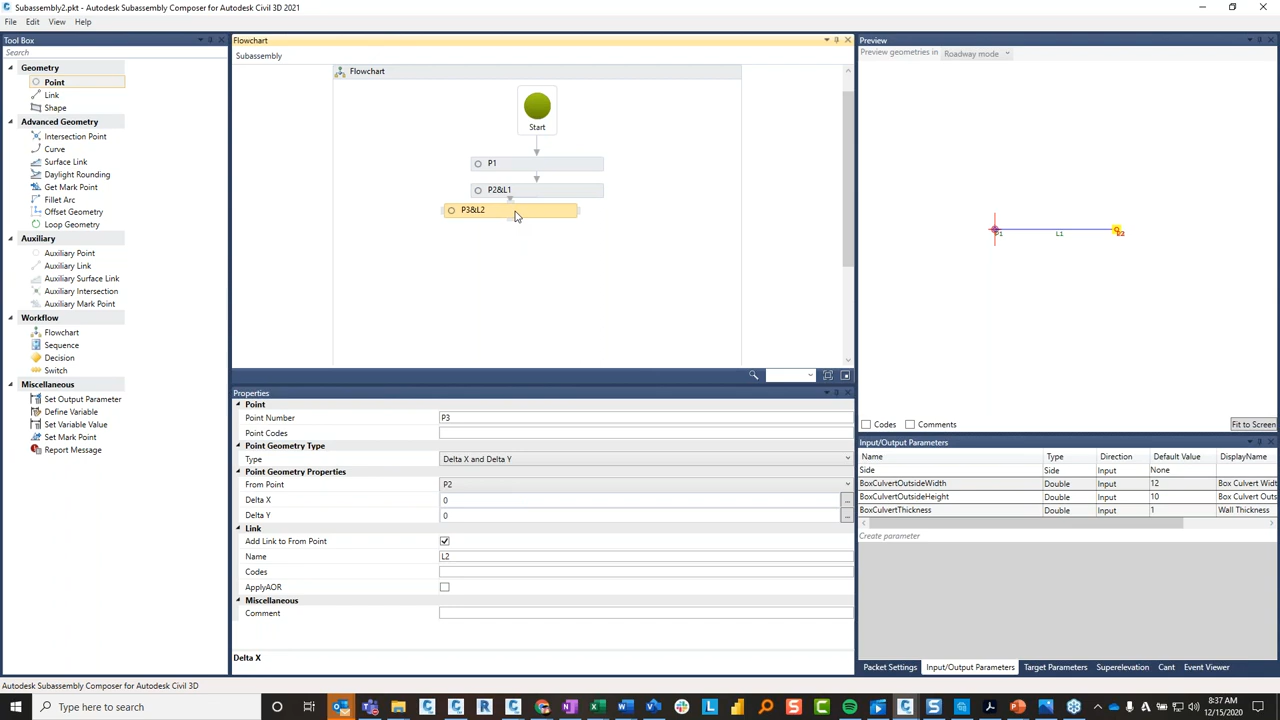 Subassembly2.pkt - Autodesk Subassembly Composer for Autodesk Civil 3D 2021
File Edit View Help
Tool Box
Search
Geometry
Point
Link
Shape
Advanced Geometry
Intersection Point
Curve
Surface Link
Daylight Rounding
Get Mark Point
Fillet Arc
Offset Geometry
Loop Geometry
Auxiliary
Auxiliary Point
Auxiliary Link
Auxiliary Surface Link
Auxiliary Intersection
Auxiliary Mark Point
Workflow
Flowchart
Sequence
Decision
Switch
Miscellaneous
Set Output Parameter
Define Variable
Set Variable Value
Set Mark Point
Report Message
Flowchart
Subassembly
Flowchart
Start
P1
P2&L1
P3&L2
Properties
Point
Point Number P3
Point Codes
Point Geometry Type
Type Delta X and Delta Y
Point Geometry Properties
From Point P2
Delta X 0 ...
Delta Y 0 ...
Link
Add Link to From Point
Name L2
Codes
ApplyAOR
Miscellaneous
Comment
Delta X
Preview
Preview geometries in Roadway mode
P1 L1
Codes Comments Fit to Screen
Input/Output Parameters
Name Type Direction Default Value DisplayName
Side Side Input None
BoxCulvertOutsideWidth Double Input 12 Box Culvert Widt
BoxCulvertOutsideHeight Double Input 10 Box Culvert Outs
BoxCulvertThickness Double Input 1 Wall Thickness
Create parameter
Packet Settings Input/Output Parameters Target Parameters Superelevation Cant Event Viewer
Autodesk Subassembly Composer for Autodesk Civil 3D
Type here to search
8:37 AM
12/15/2020